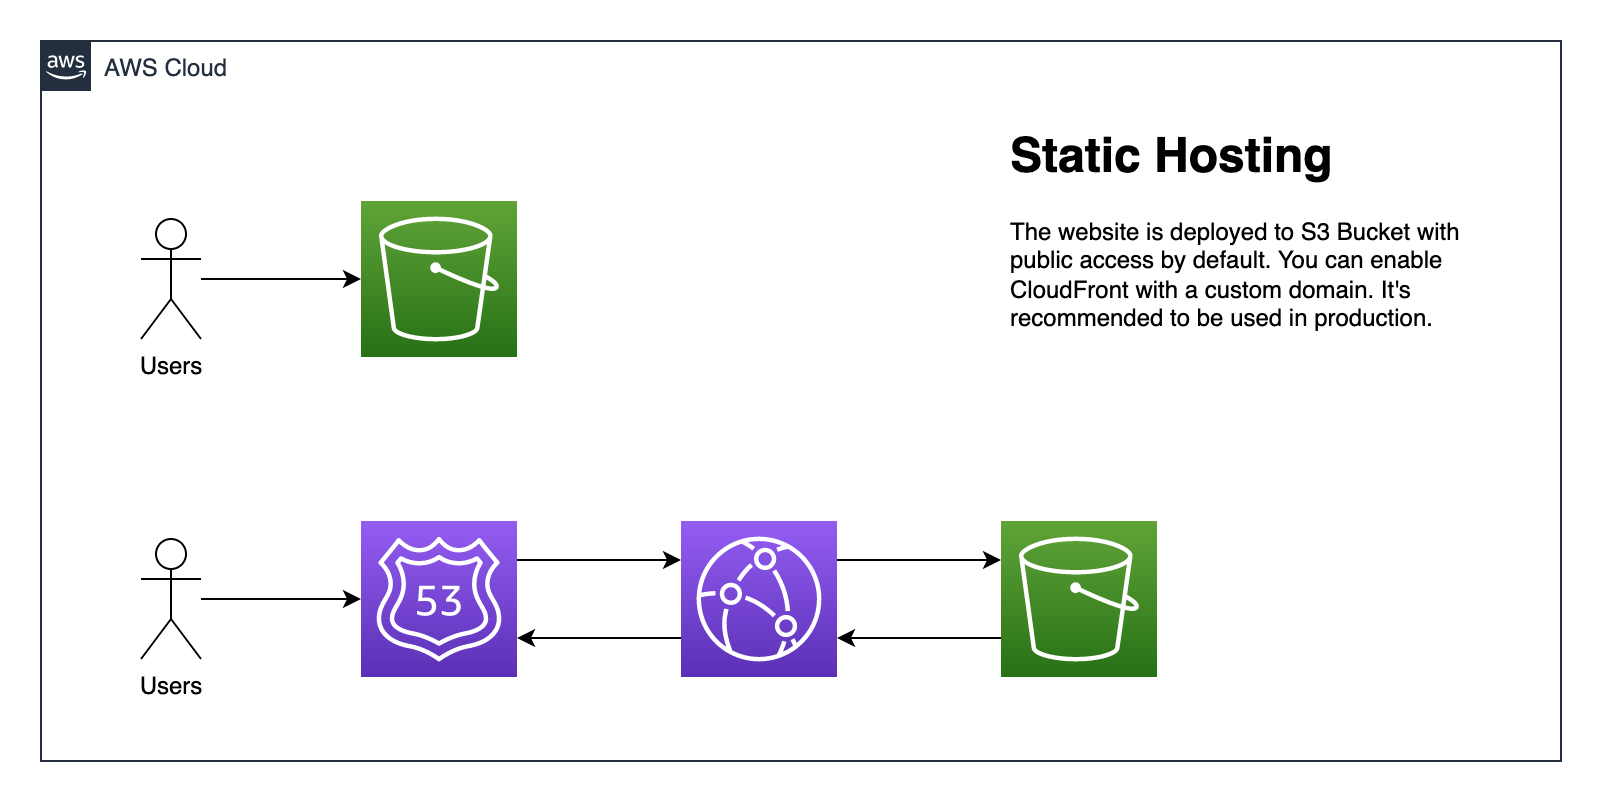 aws
AWS Cloud
Static Hosting
The website is deployed to S3 Bucket with
public access by default. You can enable
CloudFront with a custom domain. It's
recommended to be used in production.
Users
53
Users